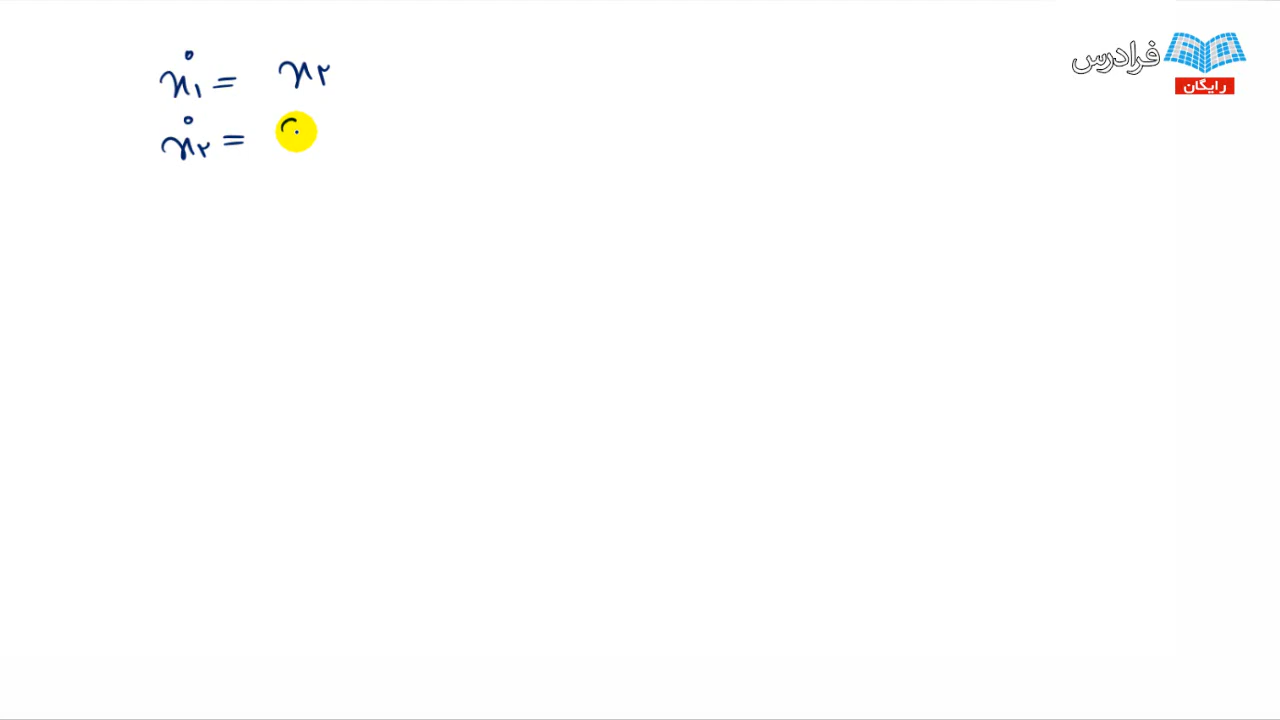 ẋ۱ = x۲
ẋ۲ =
فرادرس
رایگان